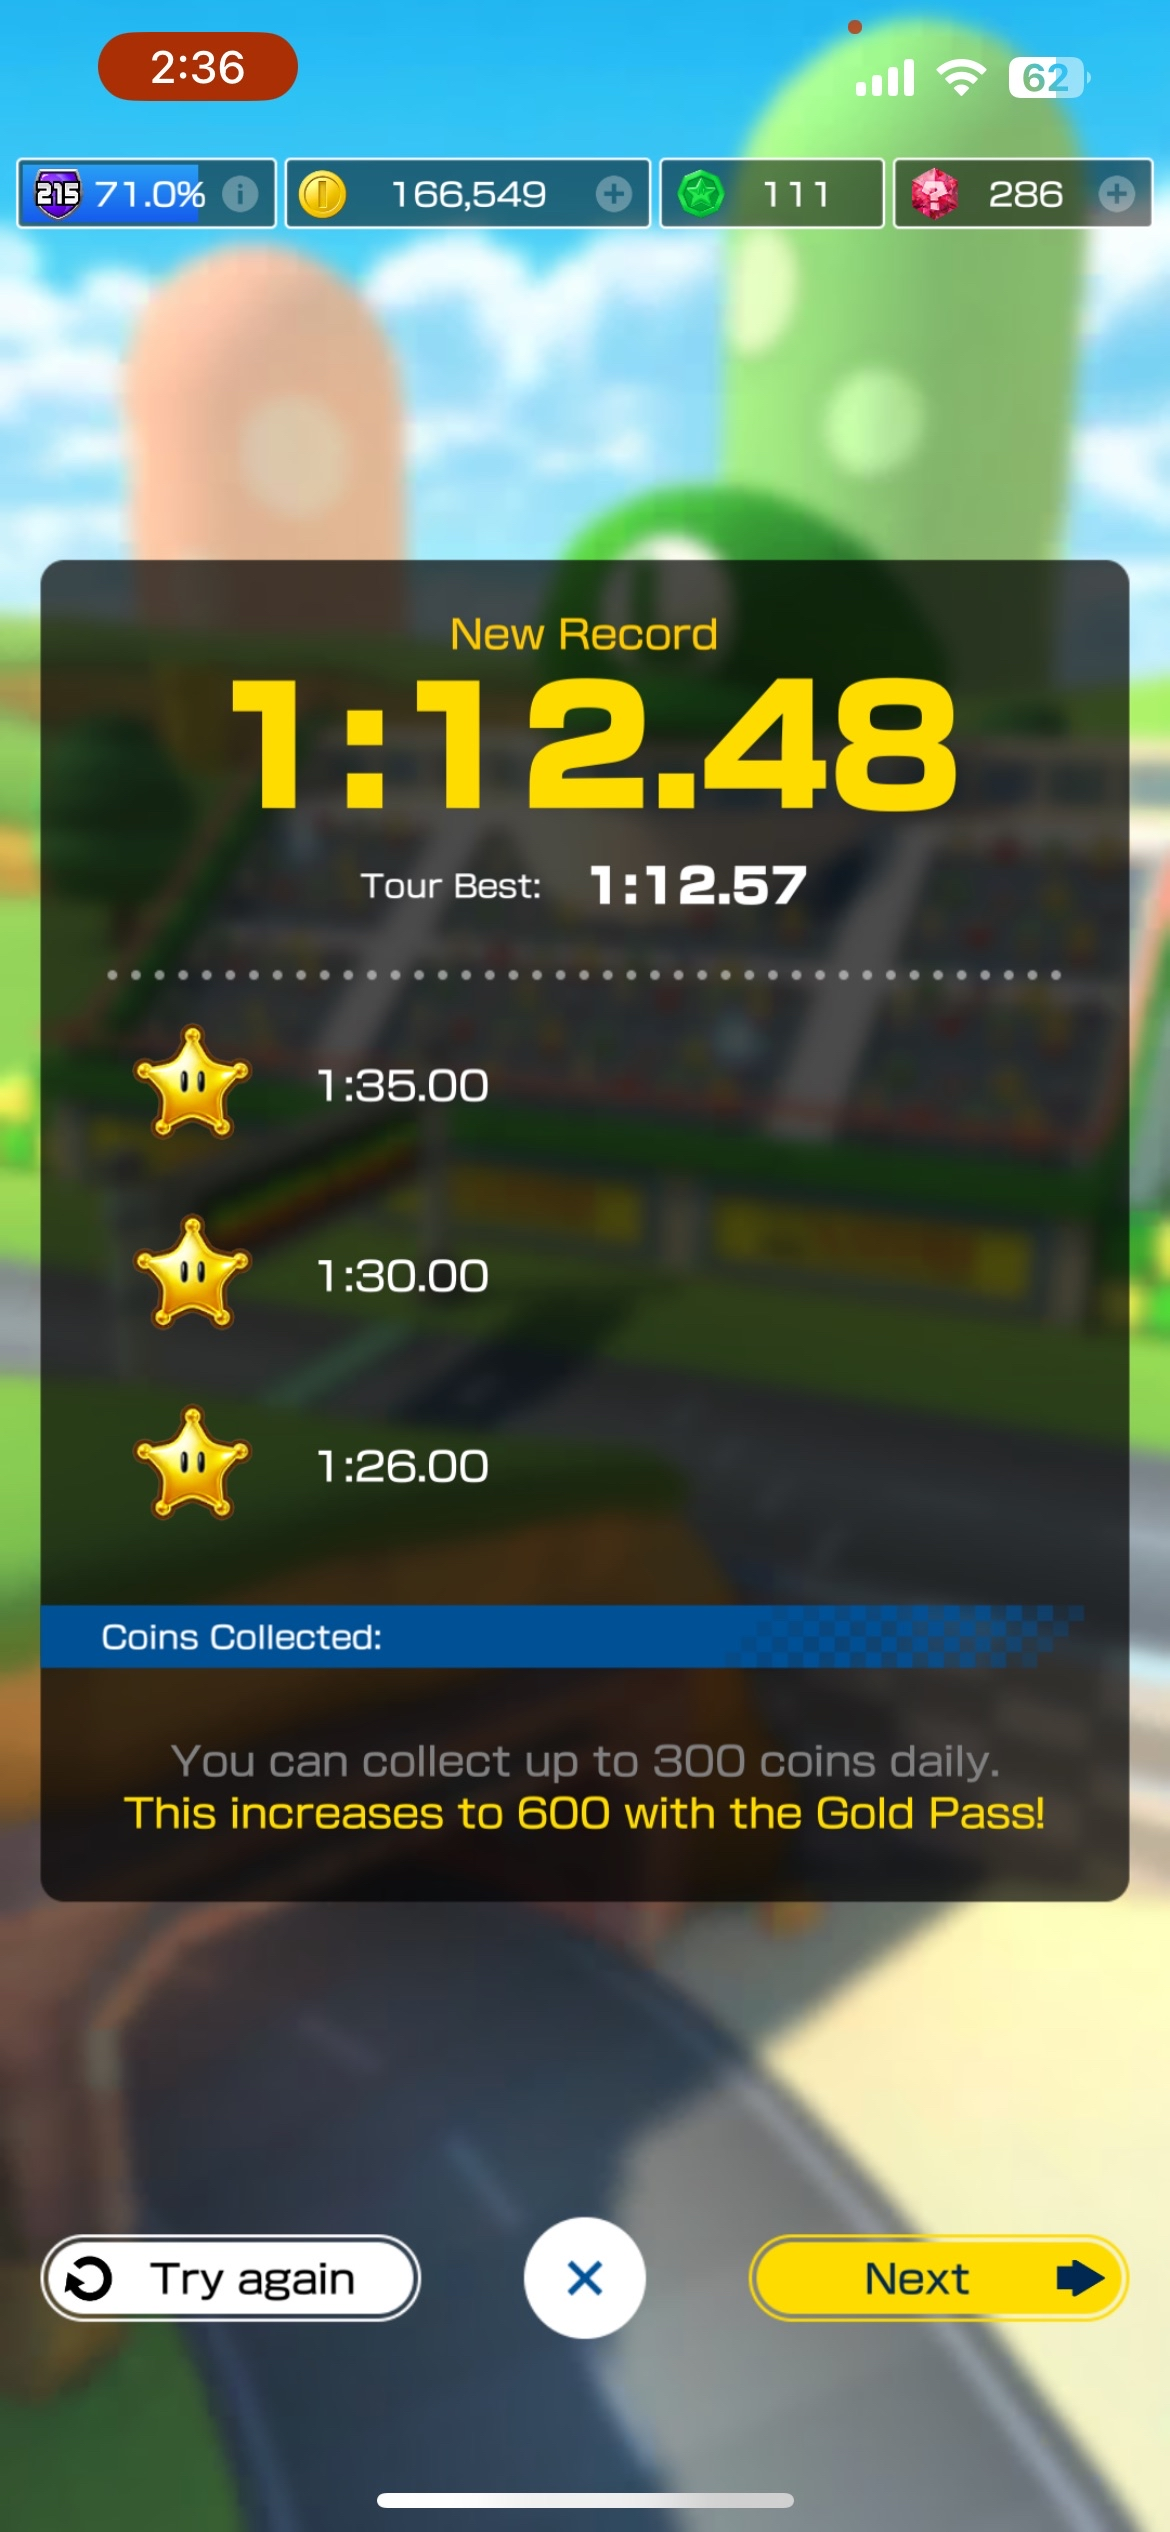 2:36
62
215 71.0% i 166,549 + 111 286 +
New Record
1:12.48
Tour Best: 1:12.57
1:35.00
1:30.00
1:26.00
Coins Collected:
You can collect up to 300 coins daily.
This increases to 600 with the Gold Pass!
Try again
Next